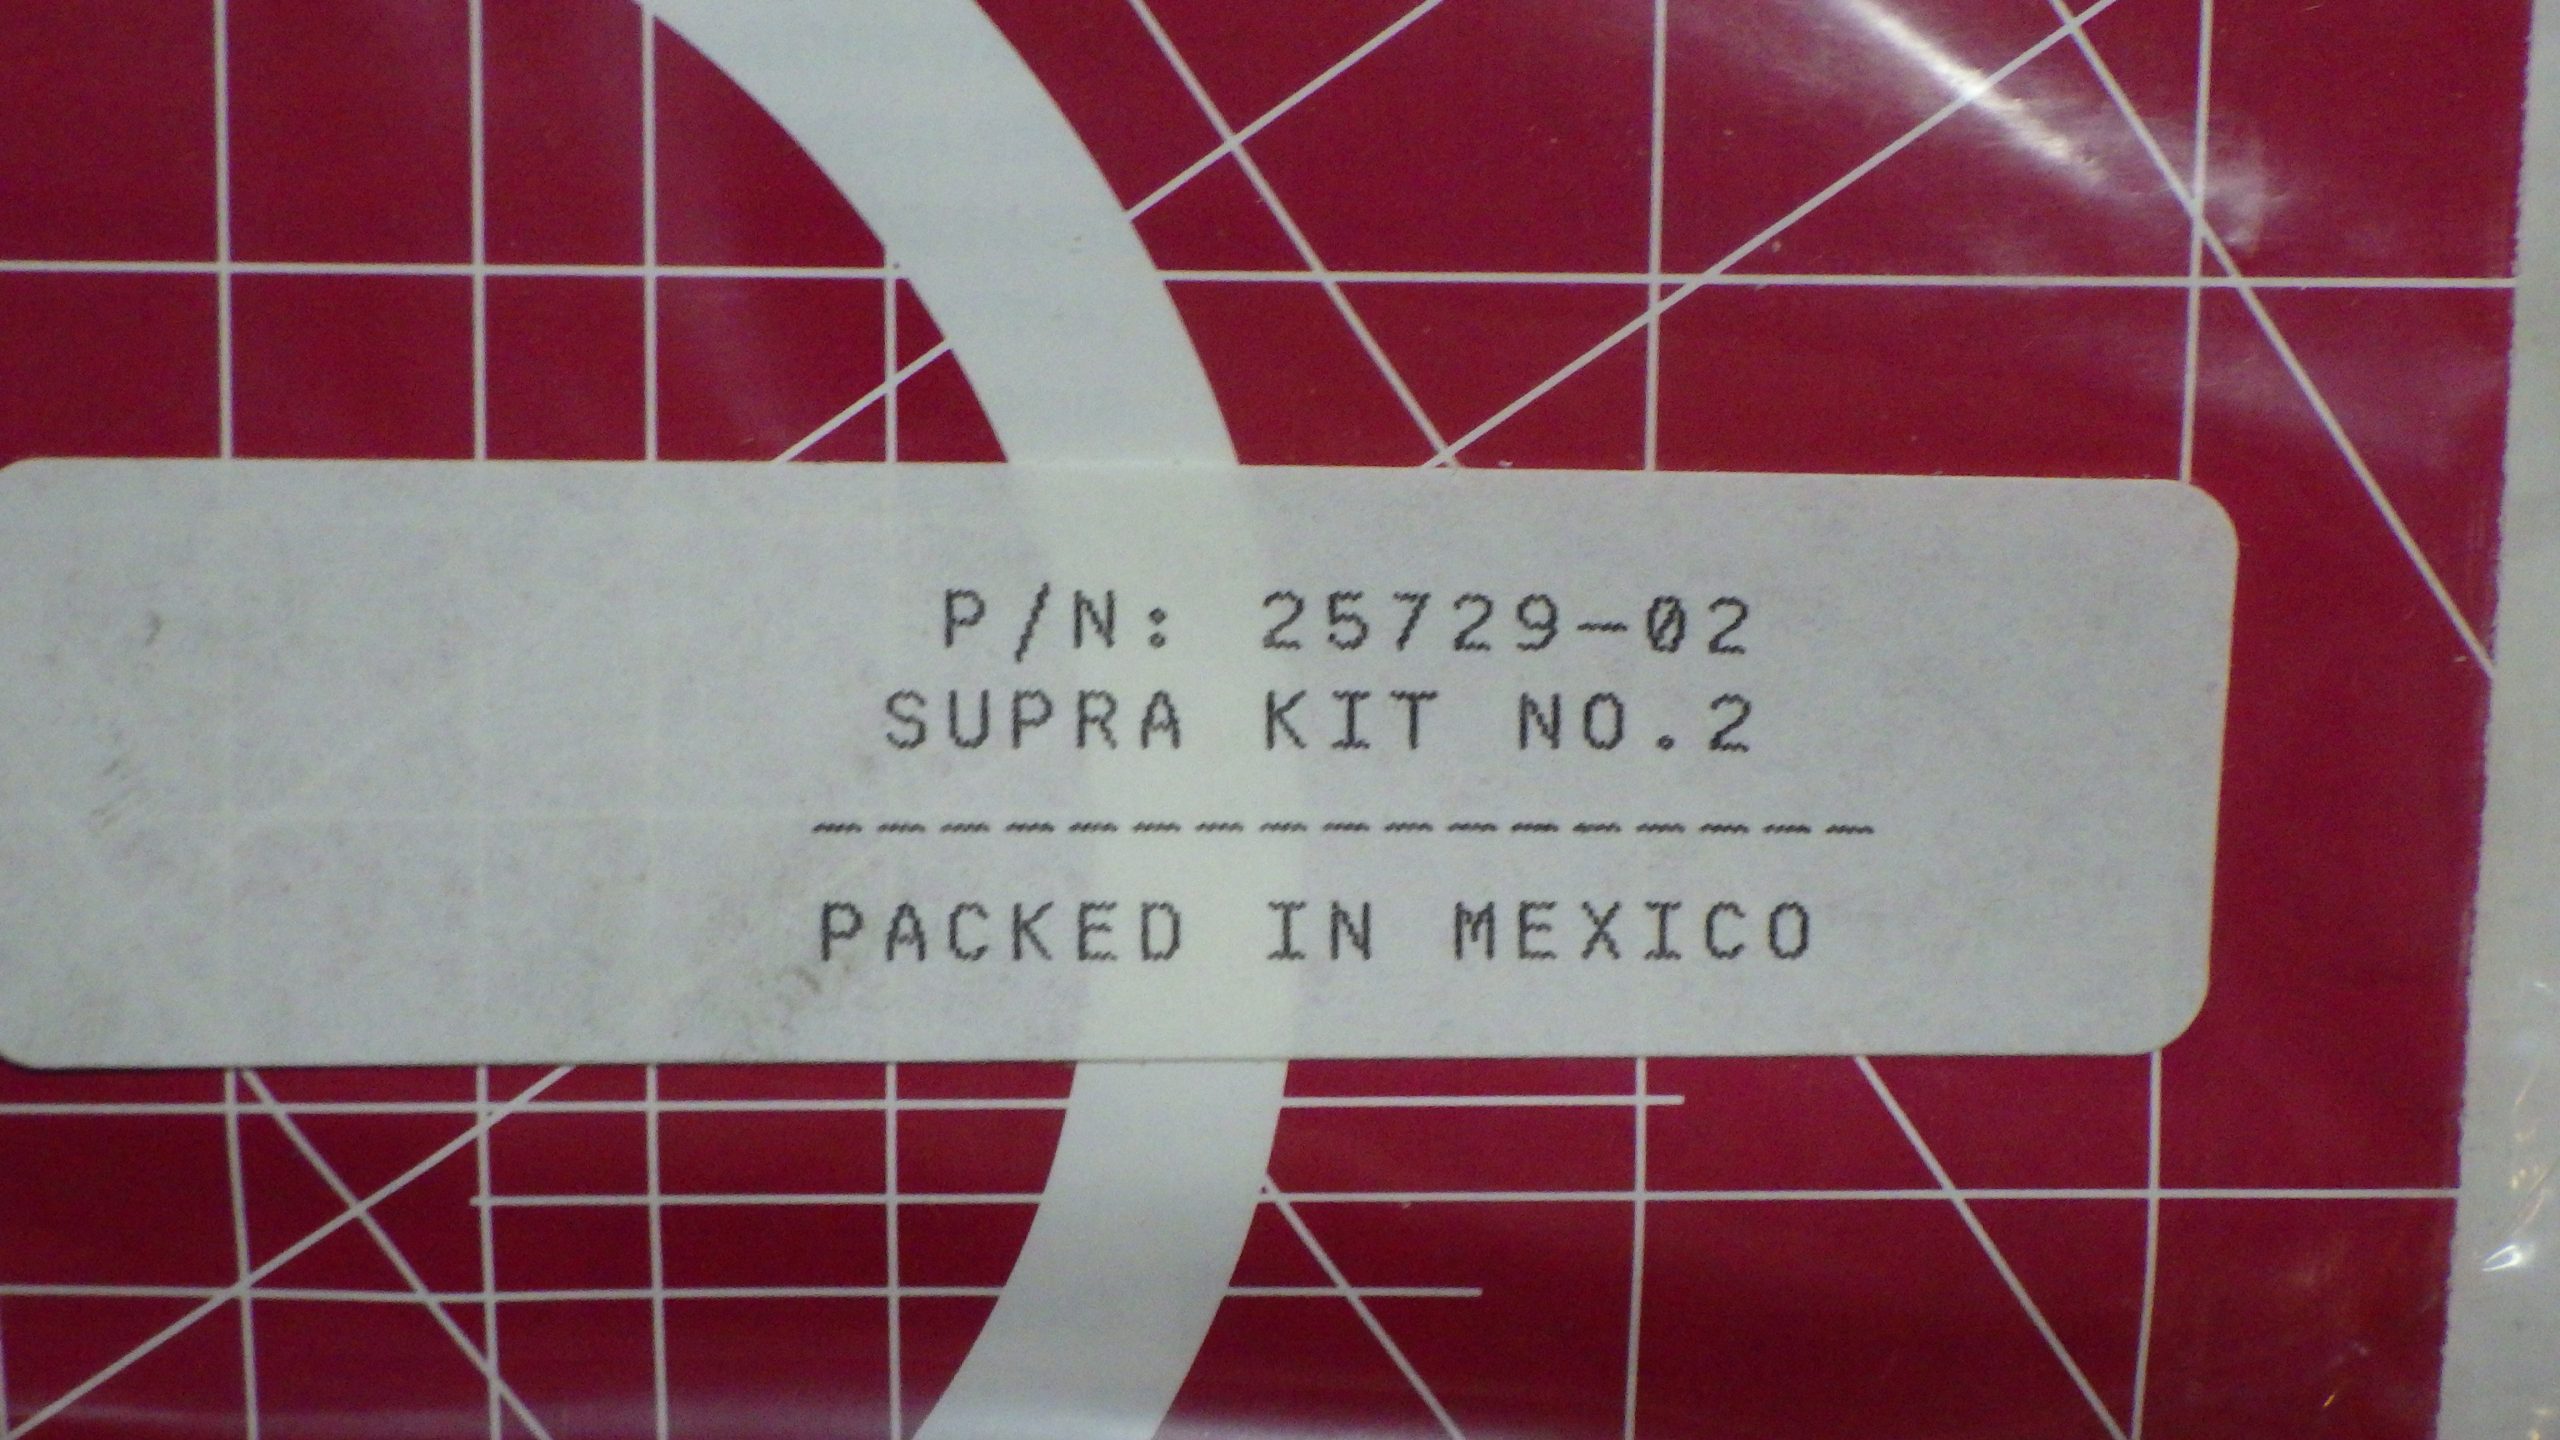 P/N: 25729-02
SUPRA KIT NO.2
-----------------
PACKED IN MEXICO